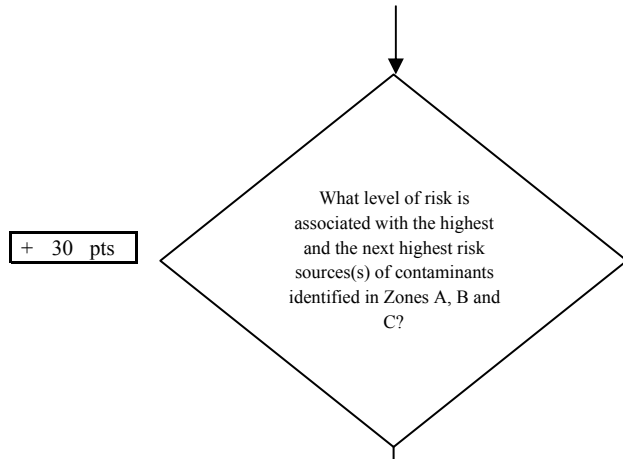 What level of risk is
associated with the highest
and the next highest risk
sources(s) of contaminants
identified in Zones A, B and
C?
+ 30 pts